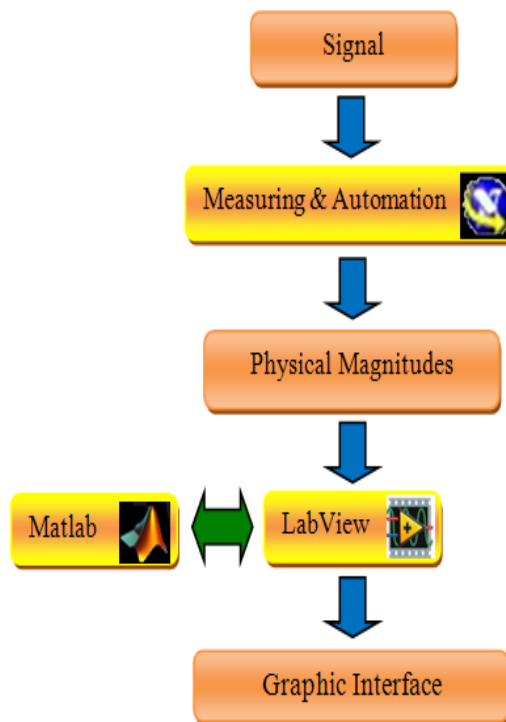 Signal
Measuring & Automation
Physical Magnitudes
Matlab
LabView
Graphic Interface